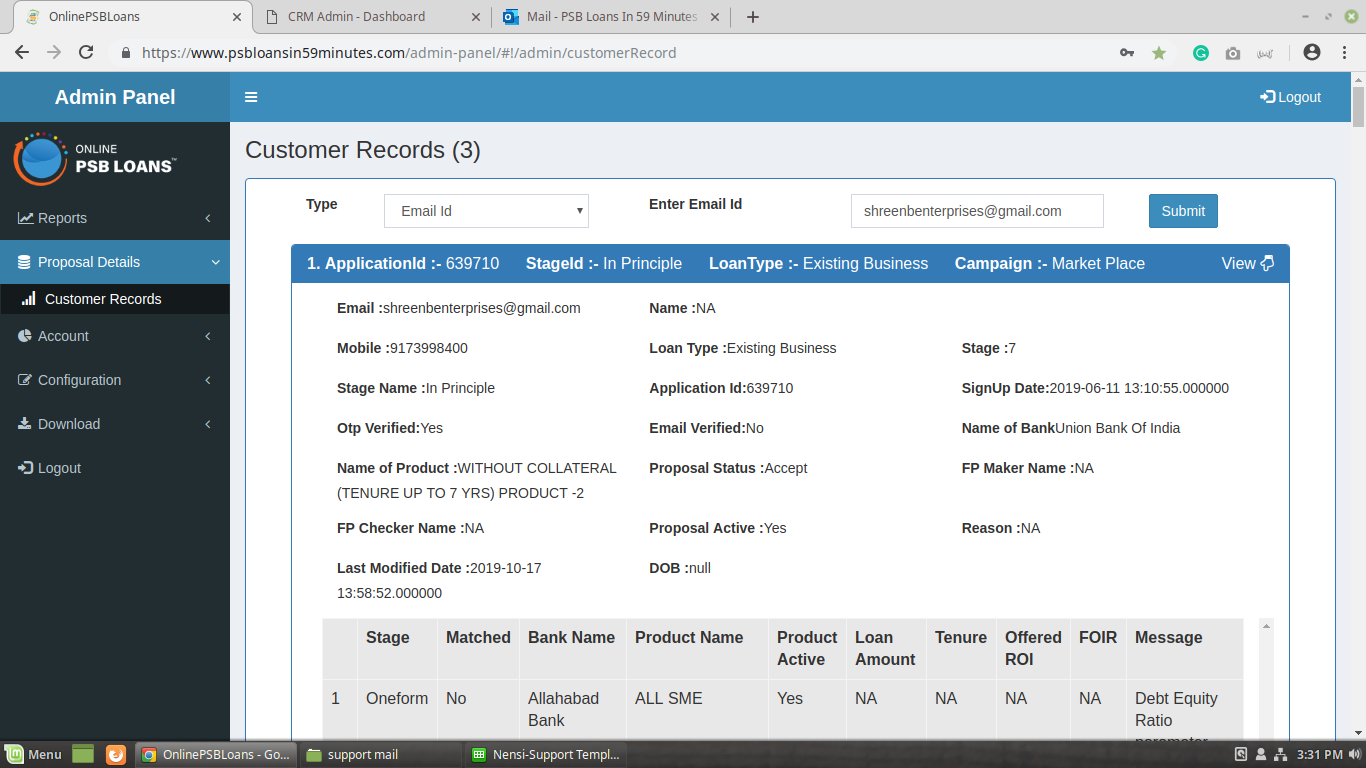 OnlinePSBLoans
CRM Admin - Dashboard
Mail - PSB Loans In 59 Minutes
https://www.psbloansin59minutes.com/admin-panel/#!/admin/customerRecord
Admin Panel
Logout
ONLINE
PSB LOANS™
Reports
Proposal Details
Customer Records
Account
Configuration
Download
Logout
Customer Records (3)
Type
Email Id
Enter Email Id
shreenbenterprises@gmail.com
Submit
1. ApplicationId :- 639710 StageId :- In Principle LoanType :- Existing Business Campaign :- Market Place View
Email :shreenbenterprises@gmail.com Name :NA
Mobile :9173998400 Loan Type :Existing Business Stage :7
Stage Name :In Principle Application Id:639710 SignUp Date:2019-06-11 13:10:55.000000
Otp Verified:Yes Email Verified:No Name of BankUnion Bank Of India
Name of Product :WITHOUT COLLATERAL Proposal Status :Accept FP Maker Name :NA
(TENURE UP TO 7 YRS) PRODUCT -2
FP Checker Name :NA Proposal Active :Yes Reason :NA
Last Modified Date :2019-10-17 DOB :null
13:58:52.000000
Stage Matched Bank Name Product Name Product Loan Tenure Offered FOIR Message
Active Amount ROI
1 Oneform No Allahabad ALL SME Yes NA NA NA NA Debt Equity
Bank Ratio
parameter
Menu
OnlinePSBLoans - Go...
support mail
Nensi-Support Templ...
3:31 PM